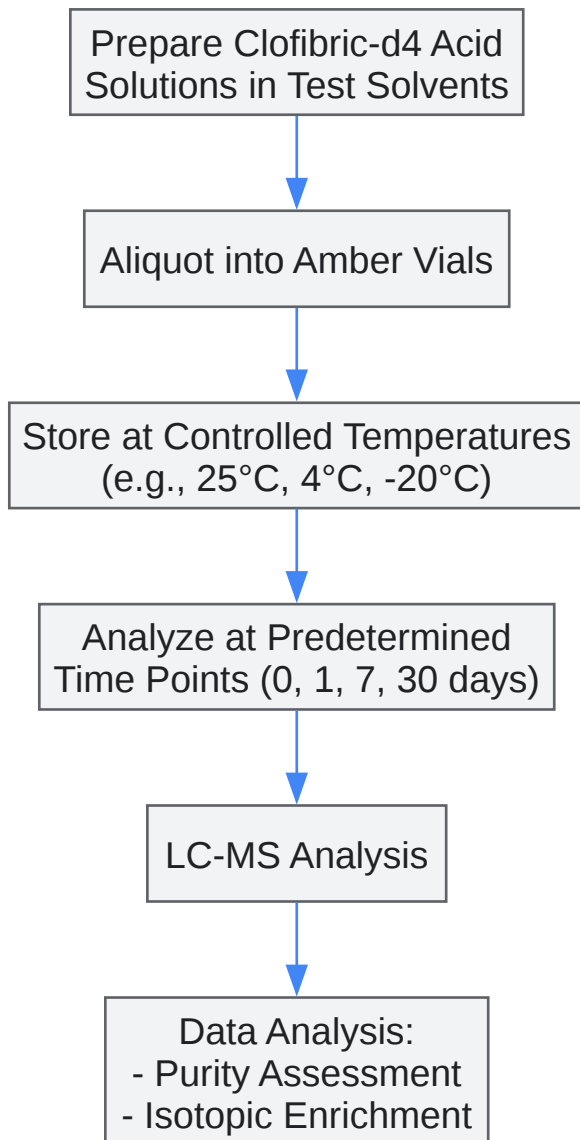 Prepare Clofibric-d4 Acid
Solutions in Test Solvents
Aliquot into Amber Vials
Store at Controlled Temperatures
(e.g., 25°C, 4°C, -20°C)
Analyze at Predetermined
Time Points (0, 1, 7, 30 days)
LC-MS Analysis
Data Analysis:
- Purity Assessment
- Isotopic Enrichment